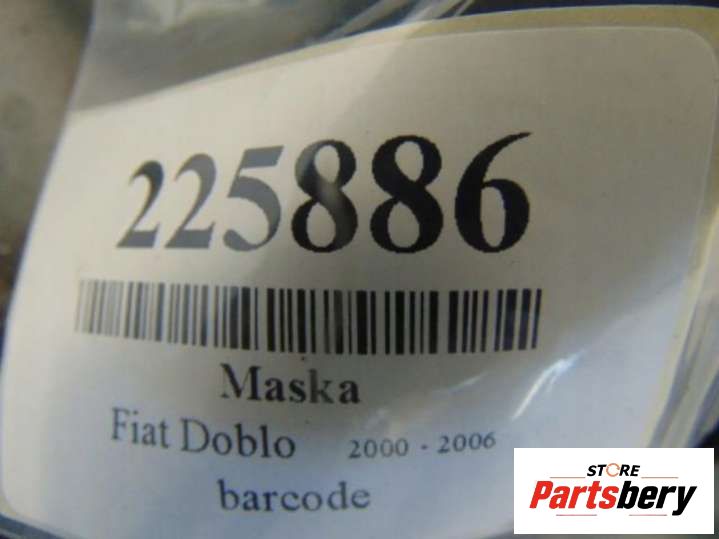 225886
Maska
Fiat Doblo 2000 - 2006
barcode
STORE
Partsbery